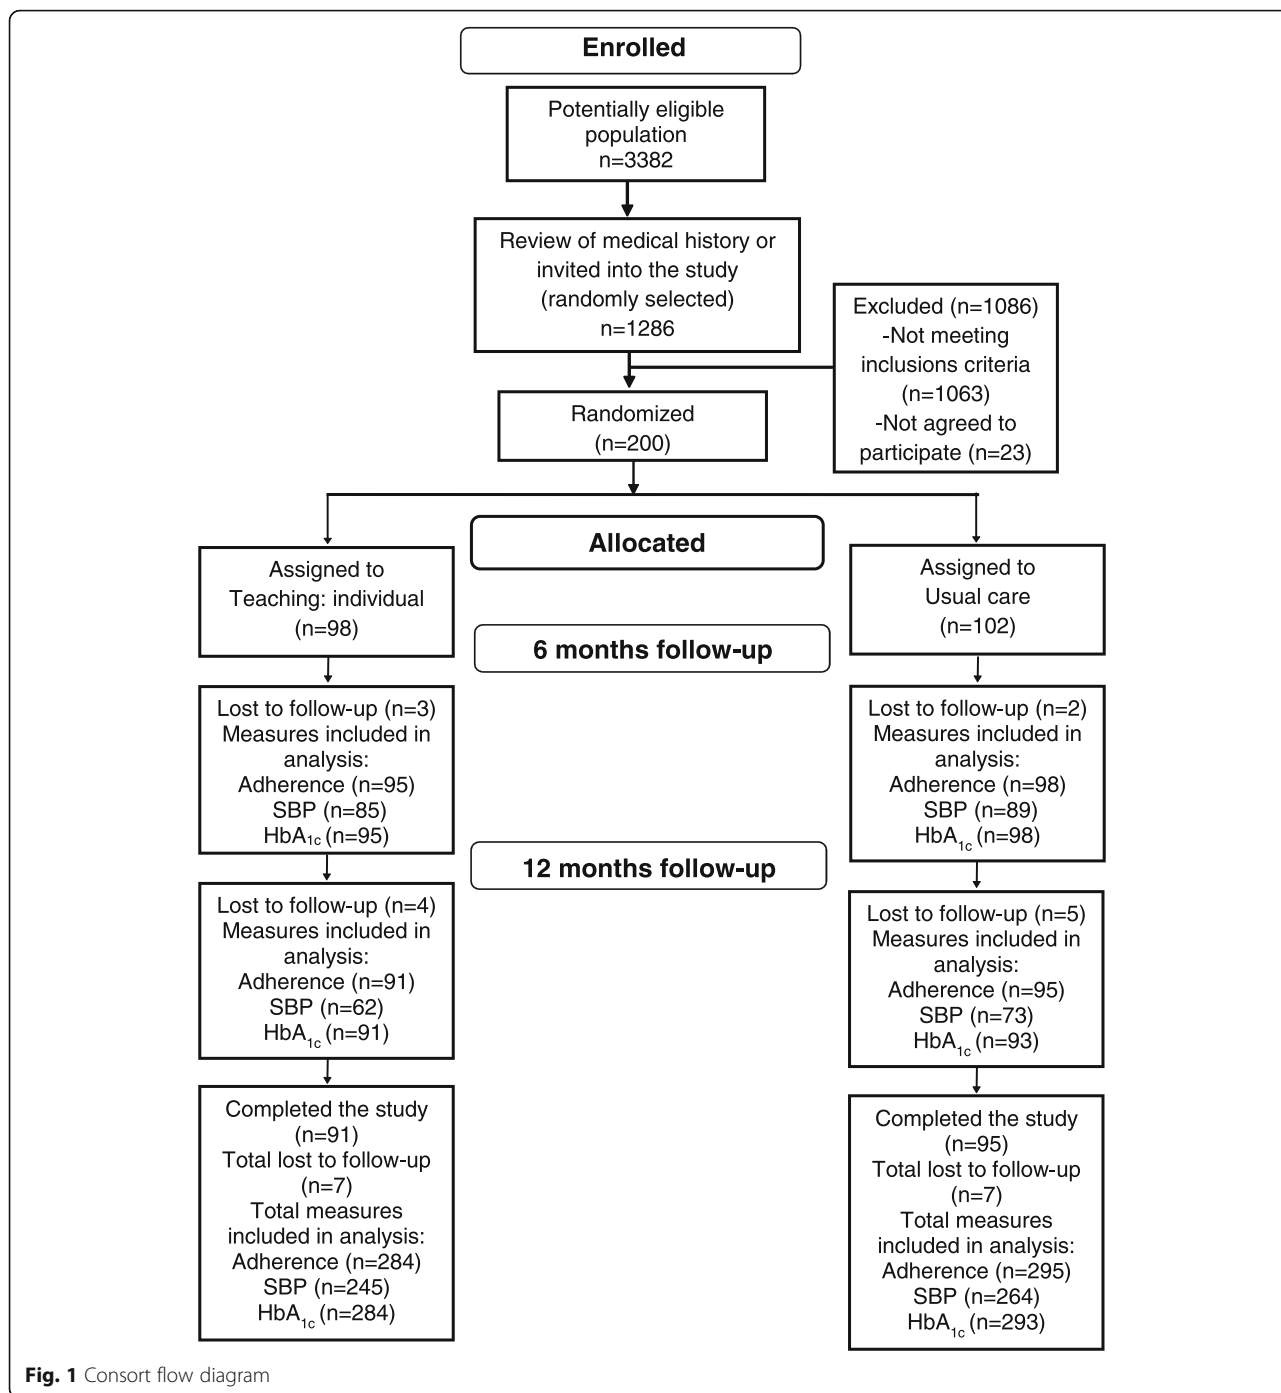 Enrolled
Potentially eligible
population
n=3382
Review of medical history or
invited into the study
(randomly selected)
n=1286
Excluded (n=1086)
-Not meeting
inclusions criteria
(n=1063)
-Not agreed to
participate (n=23)
Randomized
(n=200)
Allocated
Assigned to
Teaching: individual
(n=98)
Assigned to
Usual care
(n=102)
6 months follow-up
Lost to follow-up (n=3)
Measures included in
analysis:
Adherence (n=95)
SBP (n=85)
HbA1c (n=95)
Lost to follow-up (n=2)
Measures included in
analysis:
Adherence (n=98)
SBP (n=89)
HbA1c (n=98)
12 months follow-up
Lost to follow-up (n=4)
Measures included in
analysis:
Adherence (n=91)
SBP (n=62)
HbA1c (n=91)
Lost to follow-up (n=5)
Measures included in
analysis:
Adherence (n=95)
SBP (n=73)
HbA1c (n=93)
Completed the study
(n=91)
Total lost to follow-up
(n=7)
Total measures
included in analysis:
Adherence (n=284)
SBP (n=245)
HbA1c (n=284)
Completed the study
(n=95)
Total lost to follow-up
(n=7)
Total measures
included in analysis:
Adherence (n=295)
SBP (n=264)
HbA1c (n=293)
Fig. 1 Consort flow diagram